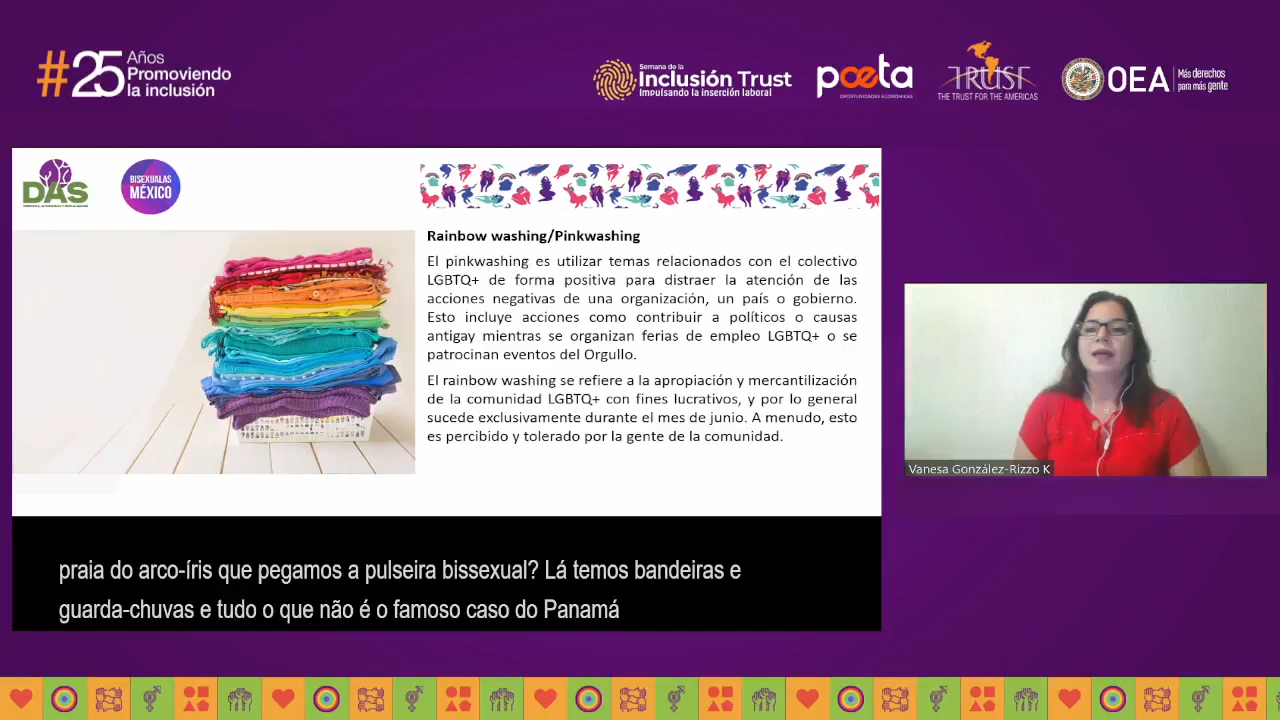 #25 Años
Promoviendo
la inclusión
Semana de la
Inclusión Trust
Impulsando la inserción laboral
poeta
OPORTUNIDADES ECONÓMICAS
TRUST
THE TRUST FOR THE AMERICAS
OEA
Más derechos
para más gente
DAS
BISEXUALAS
MÉXICO
Rainbow washing/Pinkwashing
El pinkwashing es utilizar temas relacionados con el colectivo
LGBTQ+ de forma positiva para distraer la atención de las
acciones negativas de una organización, un país o gobierno.
Esto incluye acciones como contribuir a políticos o causas
antigay mientras se organizan ferias de empleo LGBTQ+ o se
patrocinan eventos del Orgullo.
El rainbow washing se refiere a la apropiación y mercantilización
de la comunidad LGBTQ+ con fines lucrativos, y por lo general
sucede exclusivamente durante el mes de junio. A menudo, esto
es percibido y tolerado por la gente de la comunidad.
Vanesa González-Rizzo K
praia do arco-íris que pegamos a pulseira bissexual? Lá temos bandeiras e
guarda-chuvas e tudo o que não é o famoso caso do Panamá